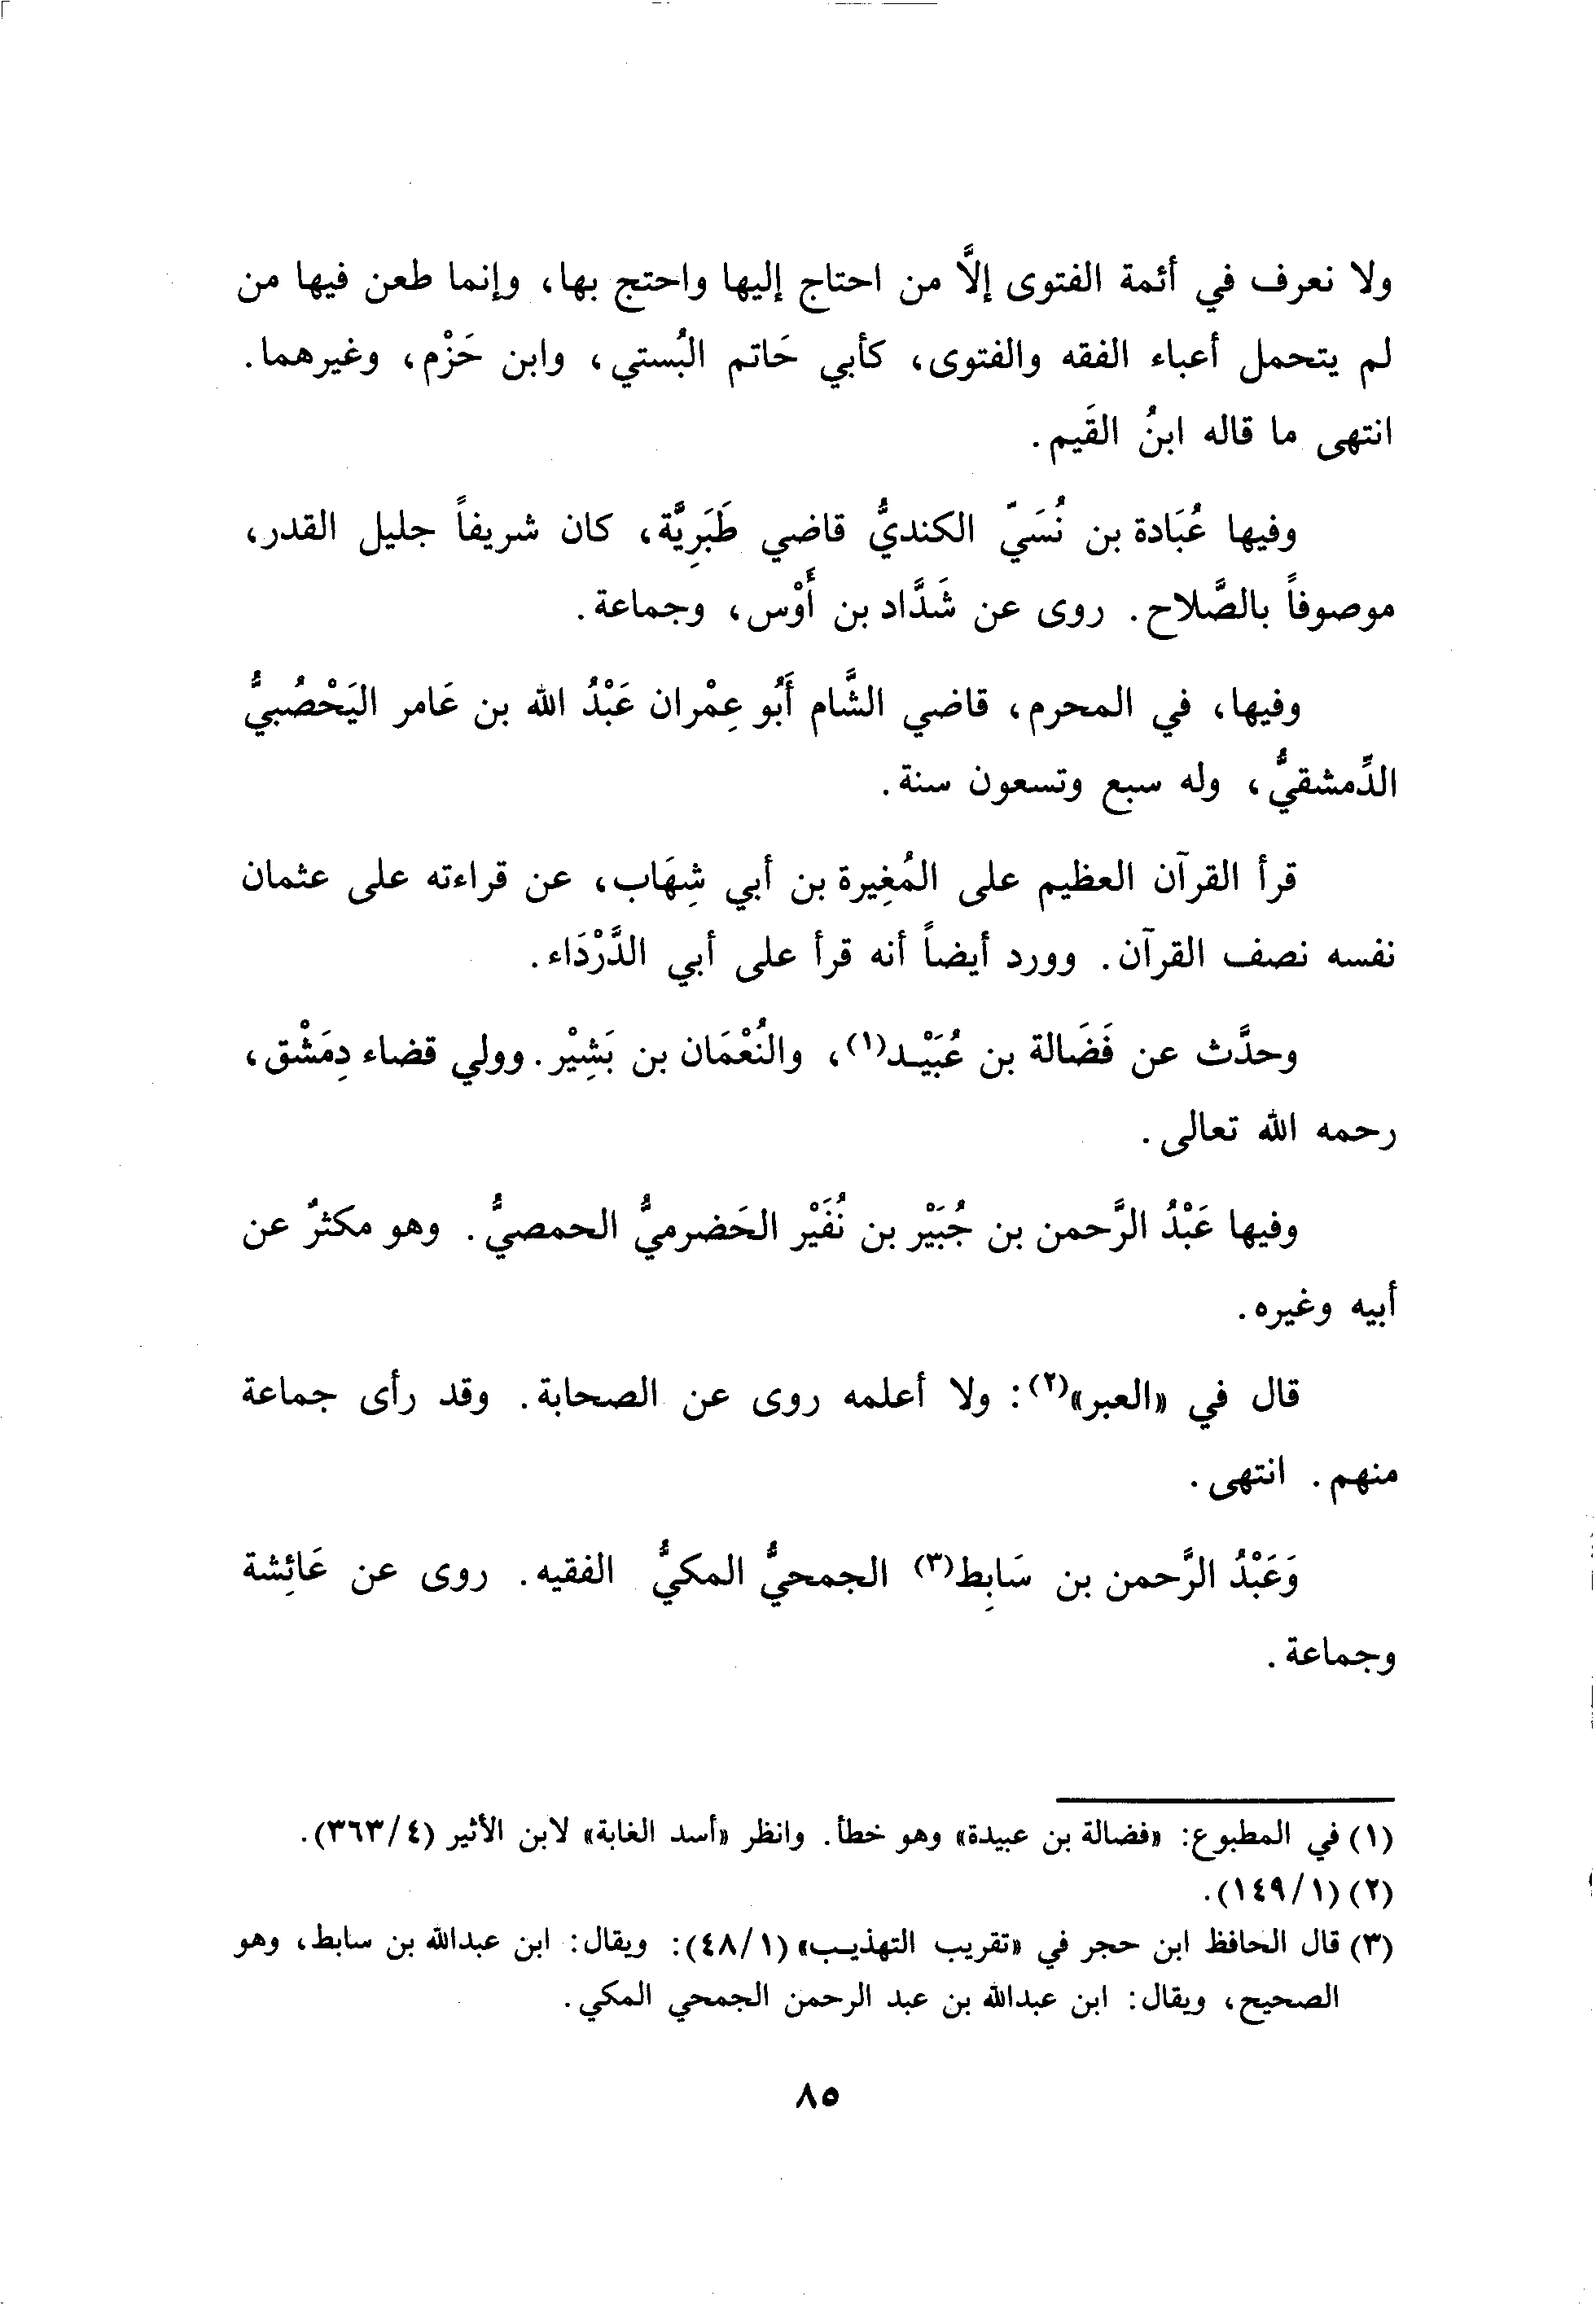 ولا نعرف في أئمة الفتوى إلاَّ من احتاج إليها واحتج بها، وإنما طعن فيها من
لم يتحمل أعباء الفقه والفتوى، كأبي حَاتم البُستي، وابن حَزْم، وغيرهما.
انتهى ما قاله ابنُ القَيم.
وفيها عُبَادة بن نُسَيّ الكنديُّ قاضي طَبَرِيَّة، كان شريفاً جليل القدر،
موصوفاً بالصَّلاح. روى عن شَدَّاد بن أَوْس، وجماعة.
وفيها، في المحرم، قاضي الشَّام أَبُو عِمْران عَبْدُ الله بن عَامر اليَحْصُبيُّ
الدِّمشقيُّ، وله سبع وتسعون سنة.
قرأ القرآن العظيم على المُغِيرة بن أبي شِهَاب، عن قراءته على عثمان
نفسه نصف القرآن. وورد أيضاً أنه قرأ على أبي الدَّرْدَاء.
وحدَّث عن فَضَالة بن عُبَيْد(١)، والنُعْمَان بن بَشِيْر. وولي قضاء دِمَشْق،
رحمه الله تعالى.
وفيها عَبْدُ الرَّحمن بن جُبَيْر بن نُفَيْر الحَضرميُّ الحمصيُّ. وهو مكثرٌ عن
أبيه وغيره.
قال في «العبر»(٢): ولا أعلمه روى عن الصحابة. وقد رأى جماعة
منهم. انتهى.
وَعَبْدُ الرَّحمن بن سَابِط(٣) الجمحيُّ المكيُّ الفقيه. روى عن عَائِشة
وجماعة.
(١) في المطبوع: «فضالة بن عبيدة» وهو خطأ. وانظر «أسد الغابة» لابن الأثير (٤/ ٣٦٣).
(٢) (١/ ١٤٩).
(٣) قال الحافظ ابن حجر في «تقريب التهذيب» (١/ ٤٨): ويقال: ابن عبدالله بن سابط، وهو
الصحيح، ويقال: ابن عبدالله بن عبد الرحمن الجمحي المكي.
٨٥